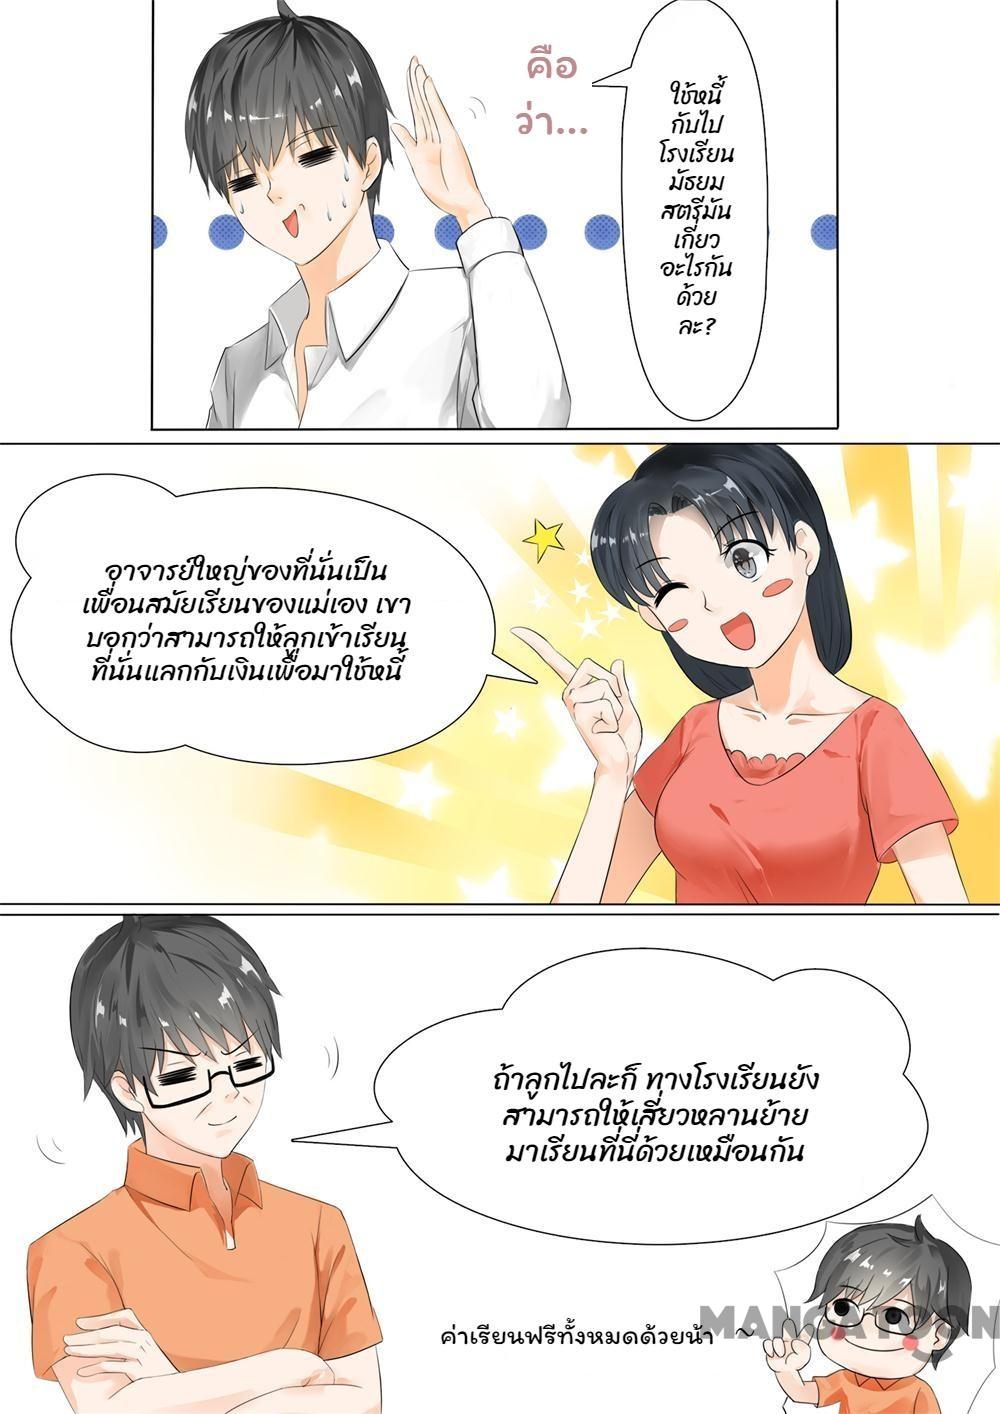 คือ
ว่า...
ใช้หนี้
กับไป
โรงเรียน
มัธยม
สตรีมัน
เกี่ยว
อะไรกัน
ด้วย
ละ?
อาจารย์ใหญ่ของที่นั่นเป็น
เพื่อนสมัยเรียนของแม่เอง เขา
บอกว่าสามารถให้ลูกเข้าเรียน
ที่นั่นแลกกับเงินเพื่อมาใช้หนี้
ถ้าลูกไปละก็ ทางโรงเรียนยัง
สามารถให้เสี่ยวหลานย้าย
มาเรียนที่นี่ด้วยเหมือนกัน
ค่าเรียนฟรีทั้งหมดด้วยน้า ~
MANGATOON